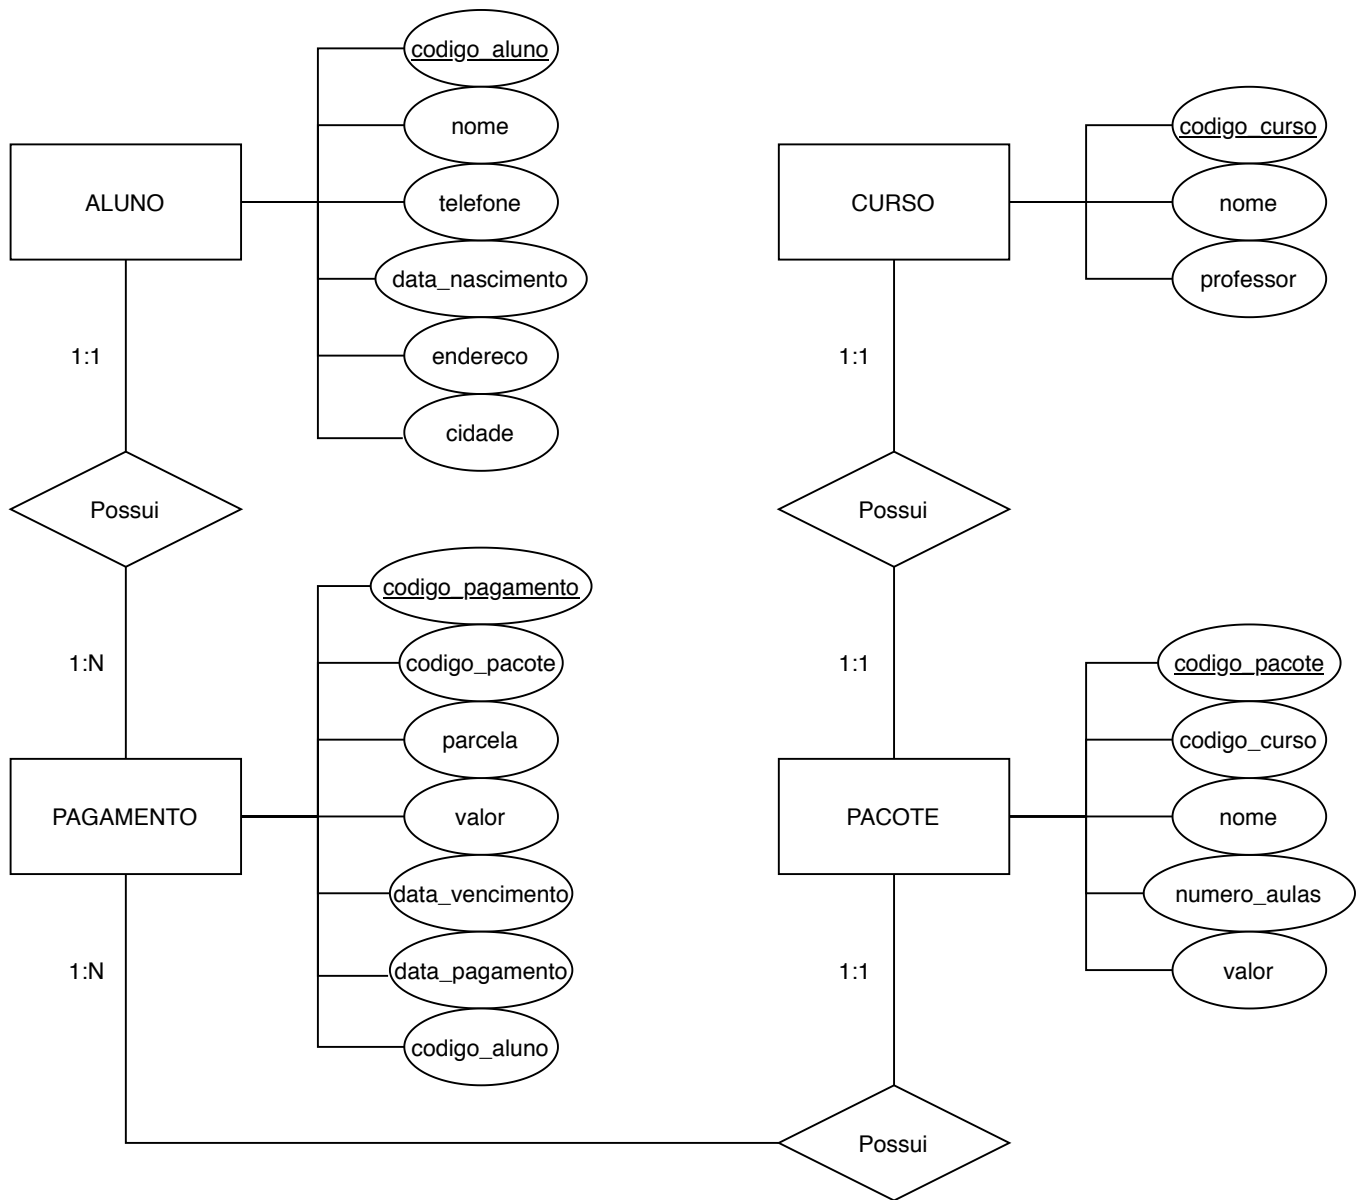 codigo_aluno
nome
telefone
data_nascimento
endereco
cidade
ALUNO
1:1
Possui
1:N
codigo_pagamento
codigo_pacote
parcela
valor
data_vencimento
data_pagamento
codigo_aluno
PAGAMENTO
1:N
codigo_curso
nome
professor
CURSO
1:1
Possui
1:1
codigo_pacote
codigo_curso
nome
numero_aulas
valor
PACOTE
1:1
Possui